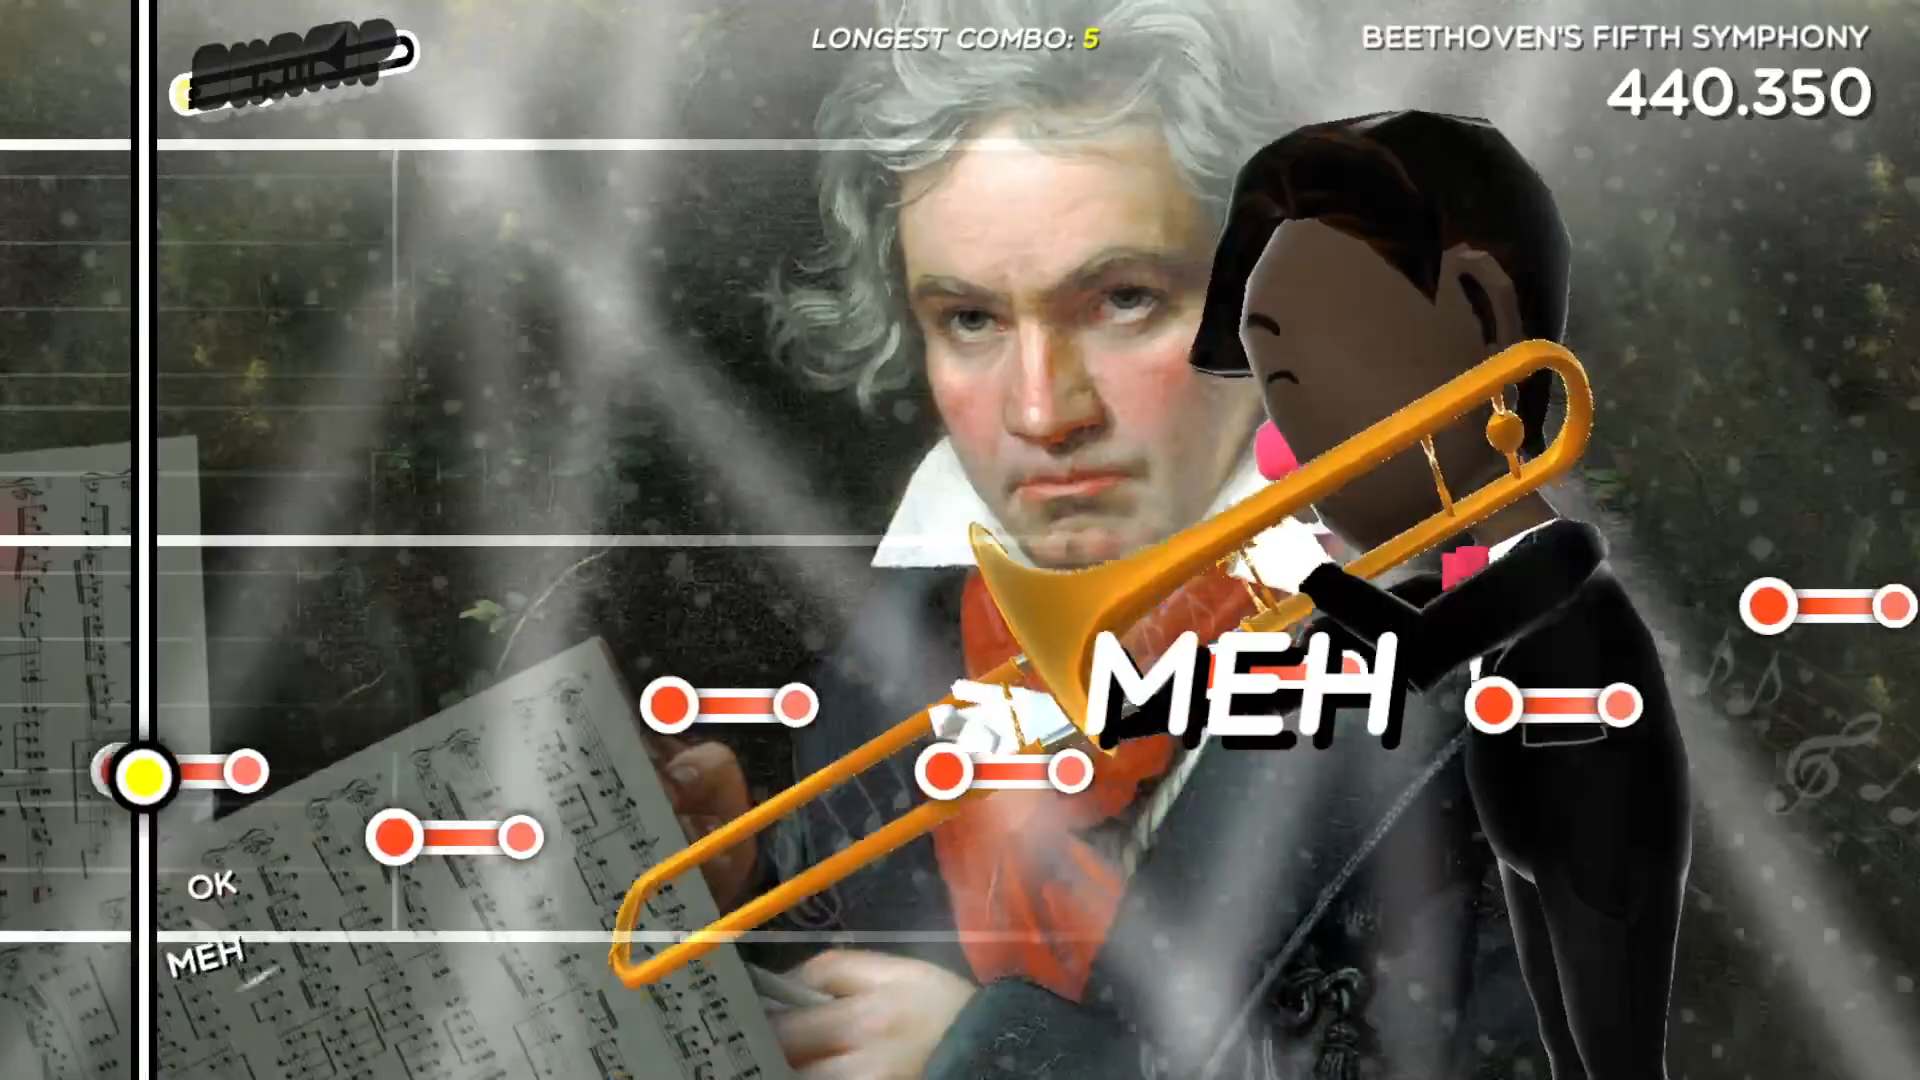 LONGEST COMBO: 5
BEETHOVEN'S FIFTH SYMPHONY
440.350
MEH
OK
MEH